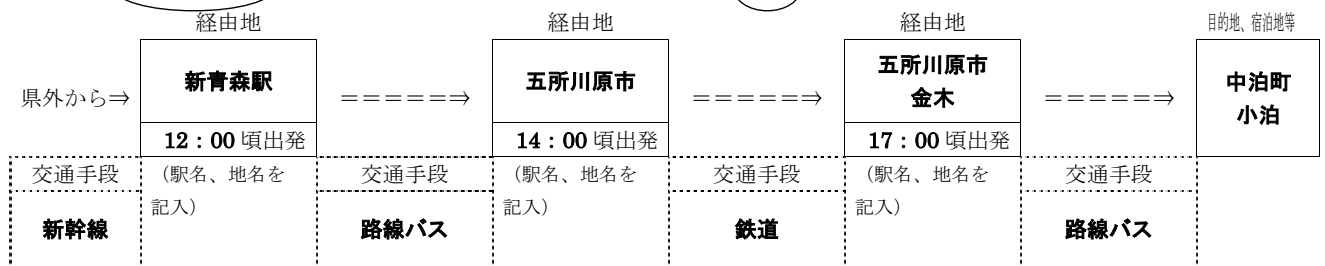 経由地 経由地 経由地 目的地、宿泊地等
県外から⇒ 新青森駅 ======⇒ 五所川原市 ======⇒ 五所川原市 ======⇒ 中泊町
金木 小泊
12:00 頃出発 14:00 頃出発 17:00 頃出発
交通手段 (駅名、地名を 交通手段 (駅名、地名を 交通手段 (駅名、地名を 交通手段
記入) 記入) 記入)
新幹線 路線バス 鉄道 路線バス